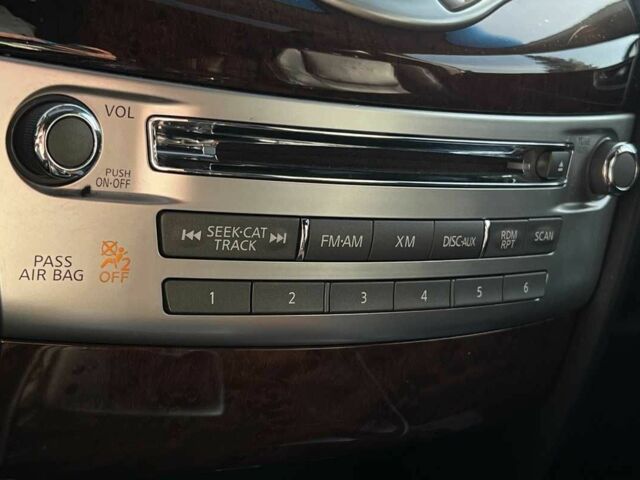 VOL
PUSH
ON·OFF
SEEK·CAT
TRACK
FM·AM
XM
DISC·AUX
RDM
RPT
SCAN
PASS
AIR BAG
2
OFF
1
2
3
4
5
6